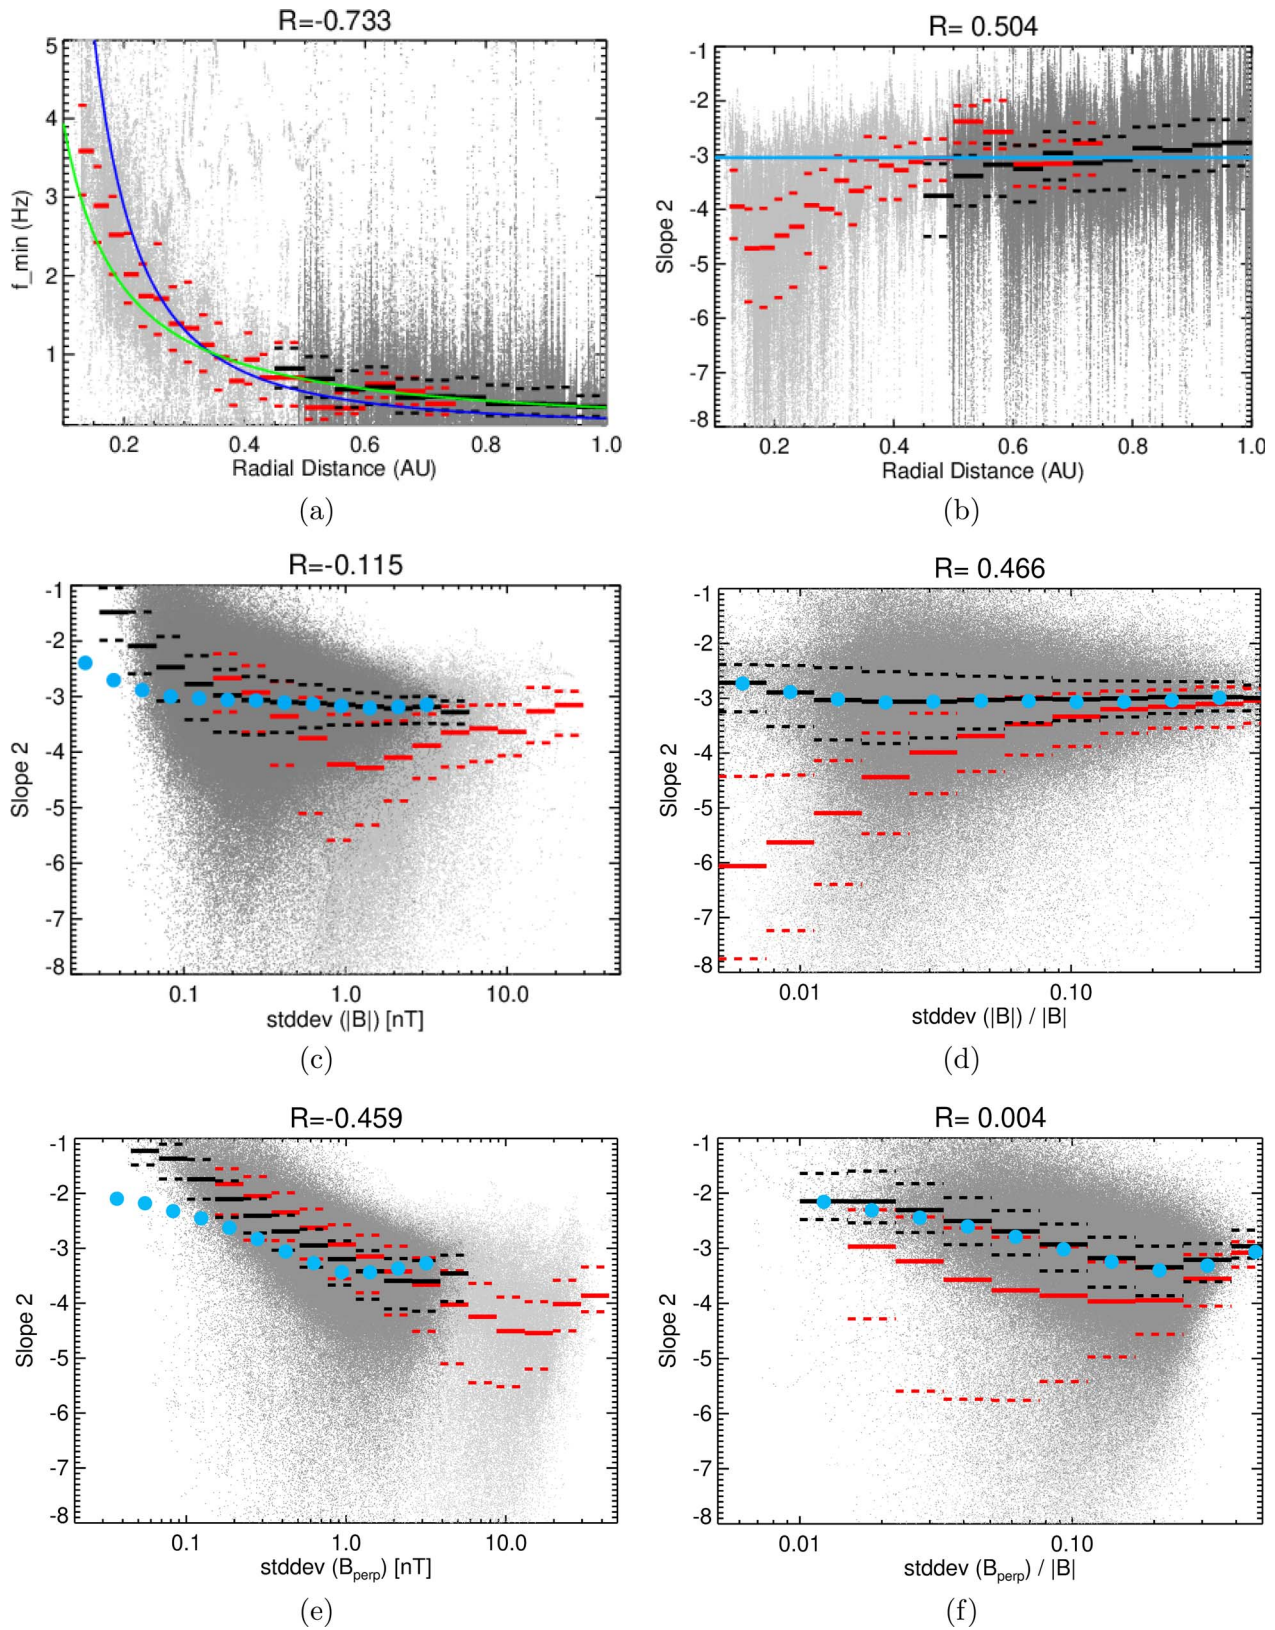 R=-0.733
5
4
3
2
1
f_min (Hz)
0.2 0.4 0.6 0.8 1.0
Radial Distance (AU)
(a)
R= 0.504
-1
-2
-3
-4
-5
-6
-7
-8
Slope 2
0.2 0.4 0.6 0.8 1.0
Radial Distance (AU)
(b)
R=-0.115
-1
-2
-3
-4
-5
-6
-7
-8
Slope 2
0.1 1.0 10.0
stddev (|B|) [nT]
(c)
R= 0.466
-1
-2
-3
-4
-5
-6
-7
-8
Slope 2
0.01 0.10
stddev (|B|) / |B|
(d)
R=-0.459
-1
-2
-3
-4
-5
-6
-7
-8
Slope 2
0.1 1.0 10.0
stddev (B_perp) [nT]
(e)
R= 0.004
-1
-2
-3
-4
-5
-6
-7
-8
Slope 2
0.01 0.10
stddev (B_perp) / |B|
(f)